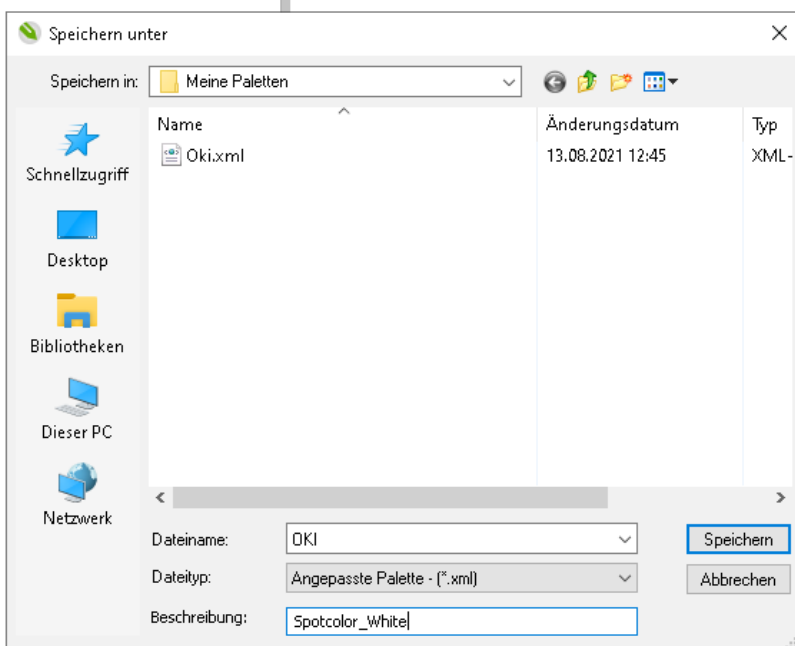 Speichern unter
Speichern in: Meine Paletten
Name Änderungsdatum Typ
Oki.xml 13.08.2021 12:45 XML-
Schnellzugriff
Desktop
Bibliotheken
Dieser PC
Netzwerk
Dateiname: OKI Speichern
Dateityp: Angepasste Palette - (*.xml) Abbrechen
Beschreibung: Spotcolor_White